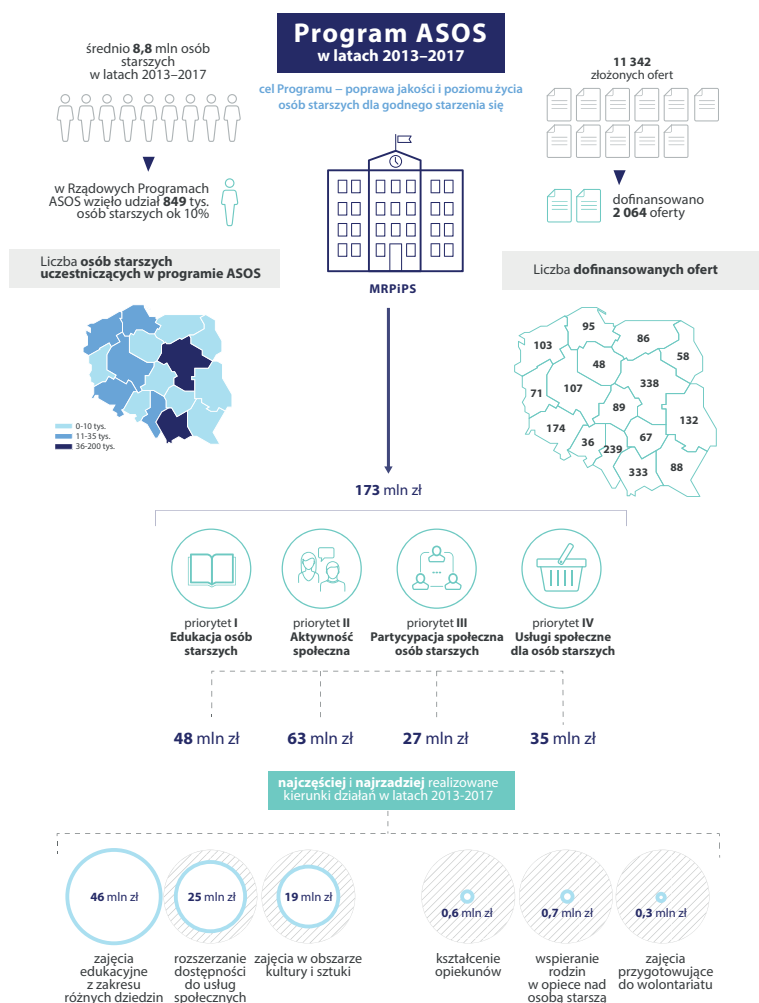 Program ASOS
w latach 2013–2017
cel Programu – poprawa jakości i poziomu życia
osób starszych dla godnego starzenia się
średnio 8,8 mln osób
starszych
w latach 2013–2017
w Rządowych Programach
ASOS wzięło udział 849 tys.
osób starszych ok 10%
11 342
złożonych ofert
dofinansowano
2 064 oferty
MRPiPS
Liczba osób starszych
uczestniczących w programie ASOS
0-10 tys.
11-35 tys.
36-200 tys.
Liczba dofinansowanych ofert
95
103
86
58
48
71
107
338
89
132
174
36
239
67
333
88
173 mln zł
priorytet I
Edukacja osób
starszych
priorytet II
Aktywność
społeczna
priorytet III
Partycypacja społeczna
osób starszych
priorytet IV
Usługi społeczne
dla osób starszych
48 mln zł
63 mln zł
27 mln zł
35 mln zł
najczęściej i najrzadziej realizowane
kierunki działań w latach 2013-2017
46 mln zł
zajęcia
edukacyjne
z zakresu
różnych dziedzin
25 mln zł
rozszerzanie
dostępności
do usług
społecznych
19 mln zł
zajęcia w obszarze
kultury i sztuki
0,6 mln zł
kształcenie
opiekunów
0,7 mln zł
wspieranie
rodzin
w opiece nad
osobą starszą
0,3 mln zł
zajęcia
przygotowujące
do wolontariatu